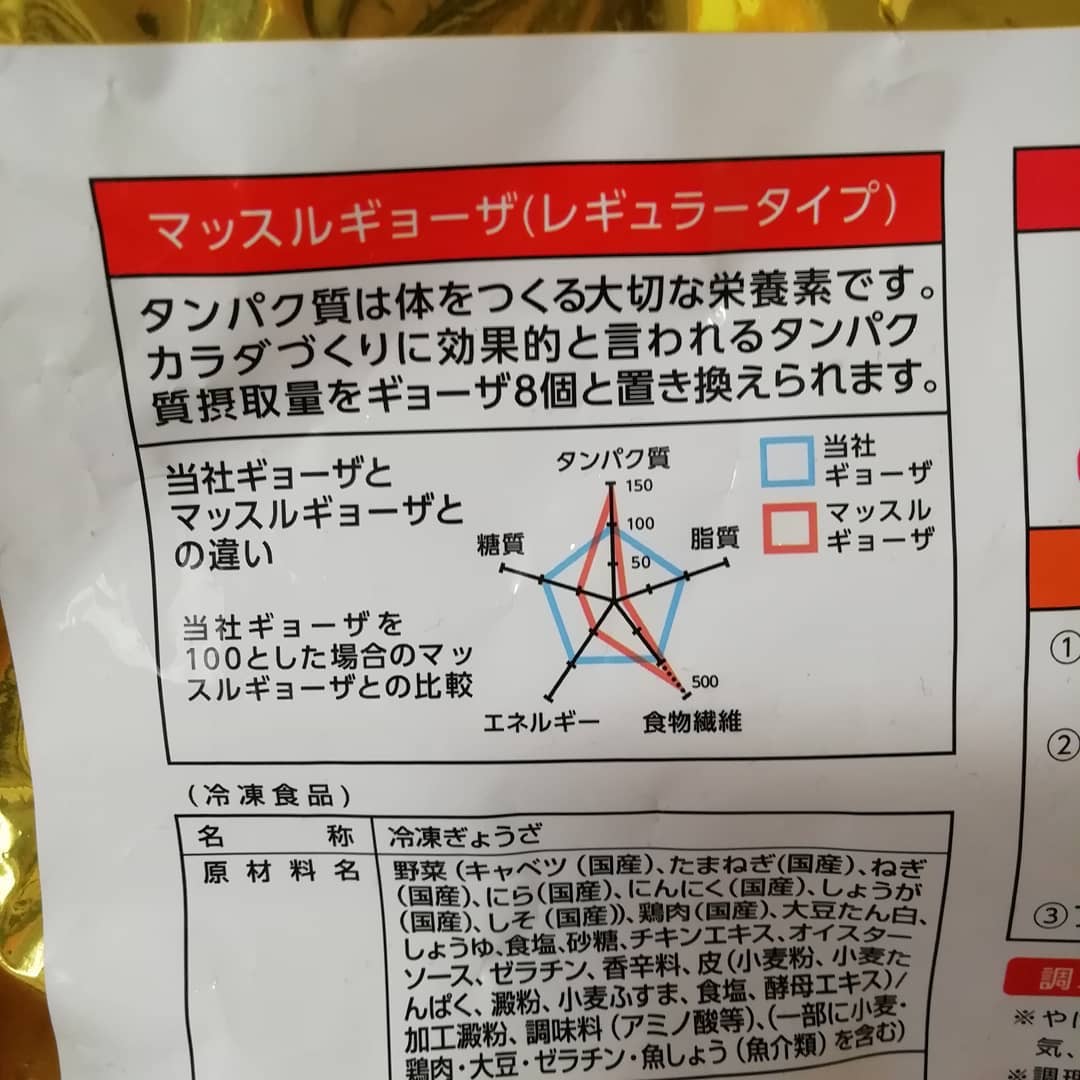 マッスルギョーザ(レギュラータイプ)
タンパク質は体をつくる大切な栄養素です。
カラダづくりに効果的と言われるタンパク
質摂取量をギョーザ8個と置き換えられます。
当社ギョーザと
マッスルギョーザと
の違い
当社ギョーザを
100とした場合のマッ
スルギョーザとの比較
タンパク質
150
100
50
脂質
糖質
500
エネルギー
食物繊維
当社
ギョーザ
マッスル
ギョーザ
(冷凍食品)
名称 冷凍ぎょうざ
原材料名 野菜(キャベツ(国産)、たまねぎ(国産)、ねぎ
(国産)、にら(国産)、にんにく(国産)、しょうが
(国産)、しそ(国産))、鶏肉(国産)、大豆たん白、
しょうゆ、食塩、砂糖、チキンエキス、オイスター
ソース、ゼラチン、香辛料、皮(小麦粉、小麦た
んぱく、澱粉、小麦ふすま、食塩、酵母エキス)/
加工澱粉、調味料(アミノ酸等)、(一部に小麦・
鶏肉・大豆・ゼラチン・魚しょう(魚介類)を含む)
①
②
③
調
※や
気、
※調理